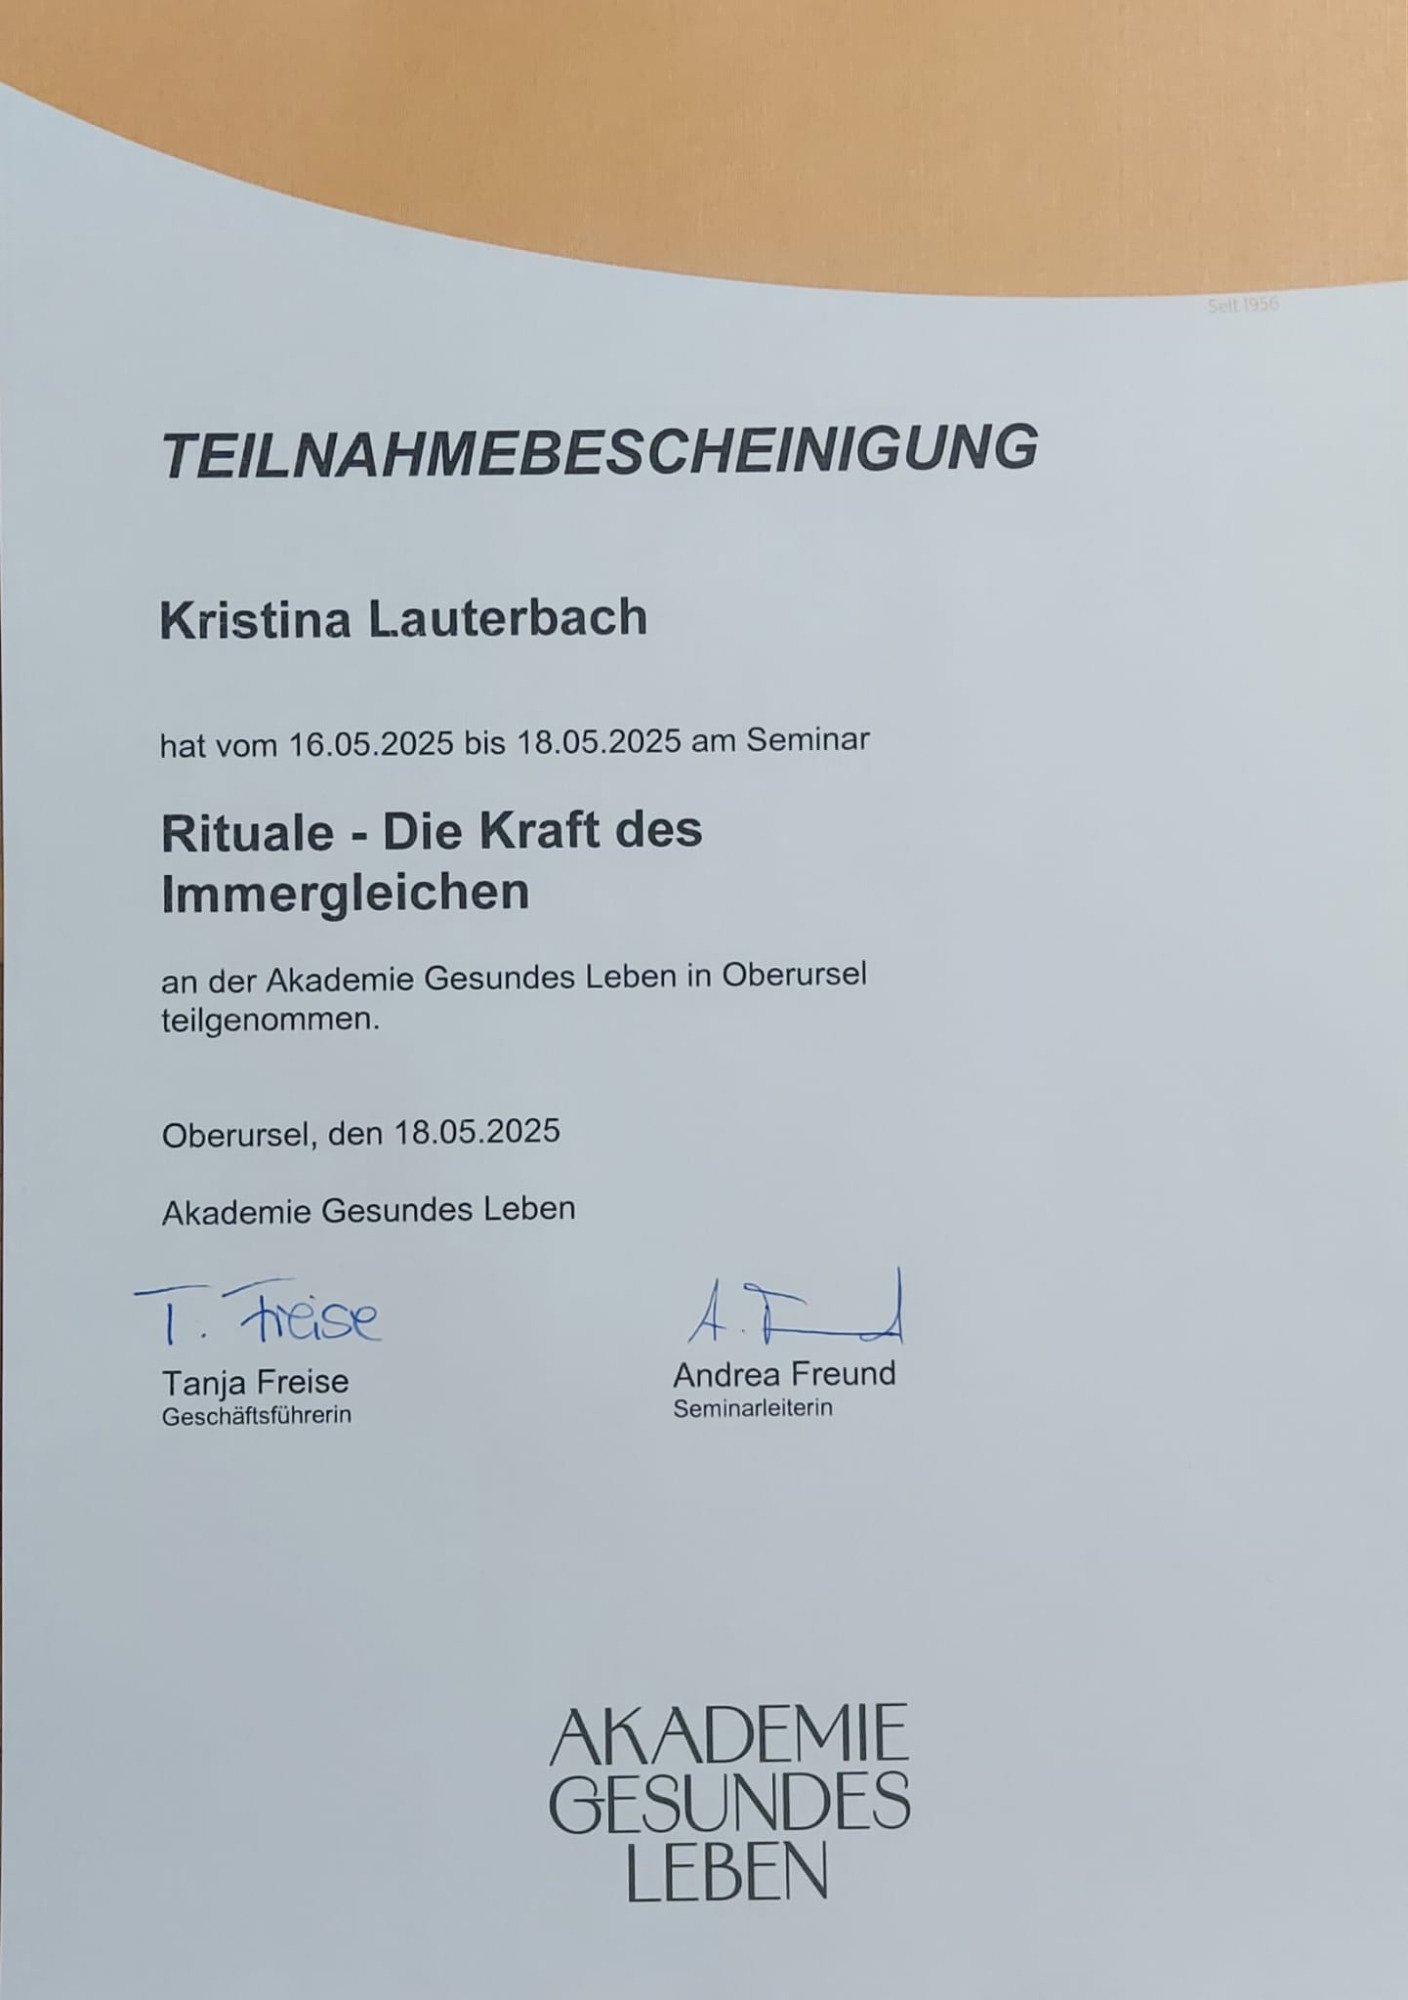 Seit 1956
TEILNAHMEBESCHEINIGUNG
Kristina Lauterbach
hat vom 16.05.2025 bis 18.05.2025 am Seminar
Rituale - Die Kraft des
Immergleichen
an der Akademie Gesundes Leben in Oberursel
teilgenommen.
Oberursel, den 18.05.2025
Akademie Gesundes Leben
T. Freise
A. Freund
Tanja Freise
Andrea Freund
Geschäftsführerin
Seminarleiterin
AKADEMIE
GESUNDES
LEBEN